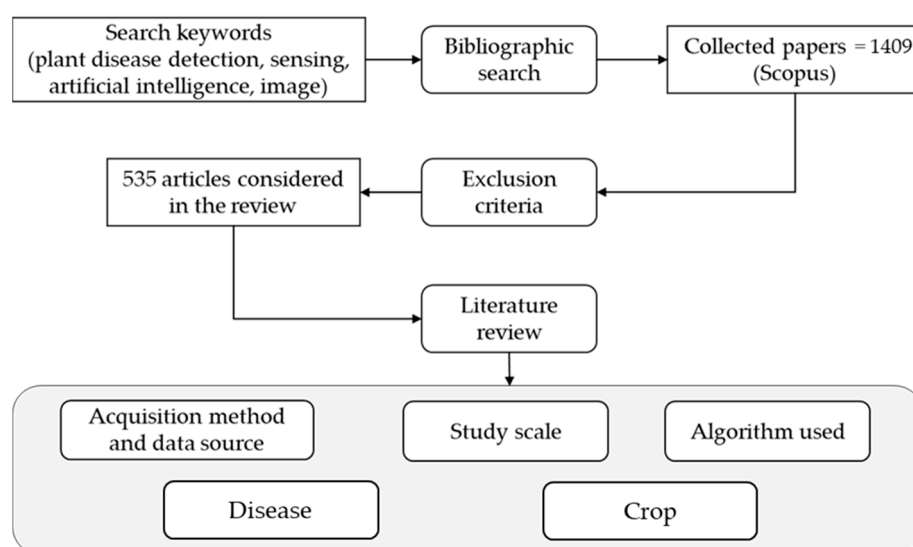 Search keywords
(plant disease detection, sensing,
artificial intelligence, image)
Bibliographic
search
Collected papers = 1409
(Scopus)
535 articles considered
in the review
Exclusion
criteria
Literature
review
Acquisition method
and data source
Study scale
Algorithm used
Disease
Crop